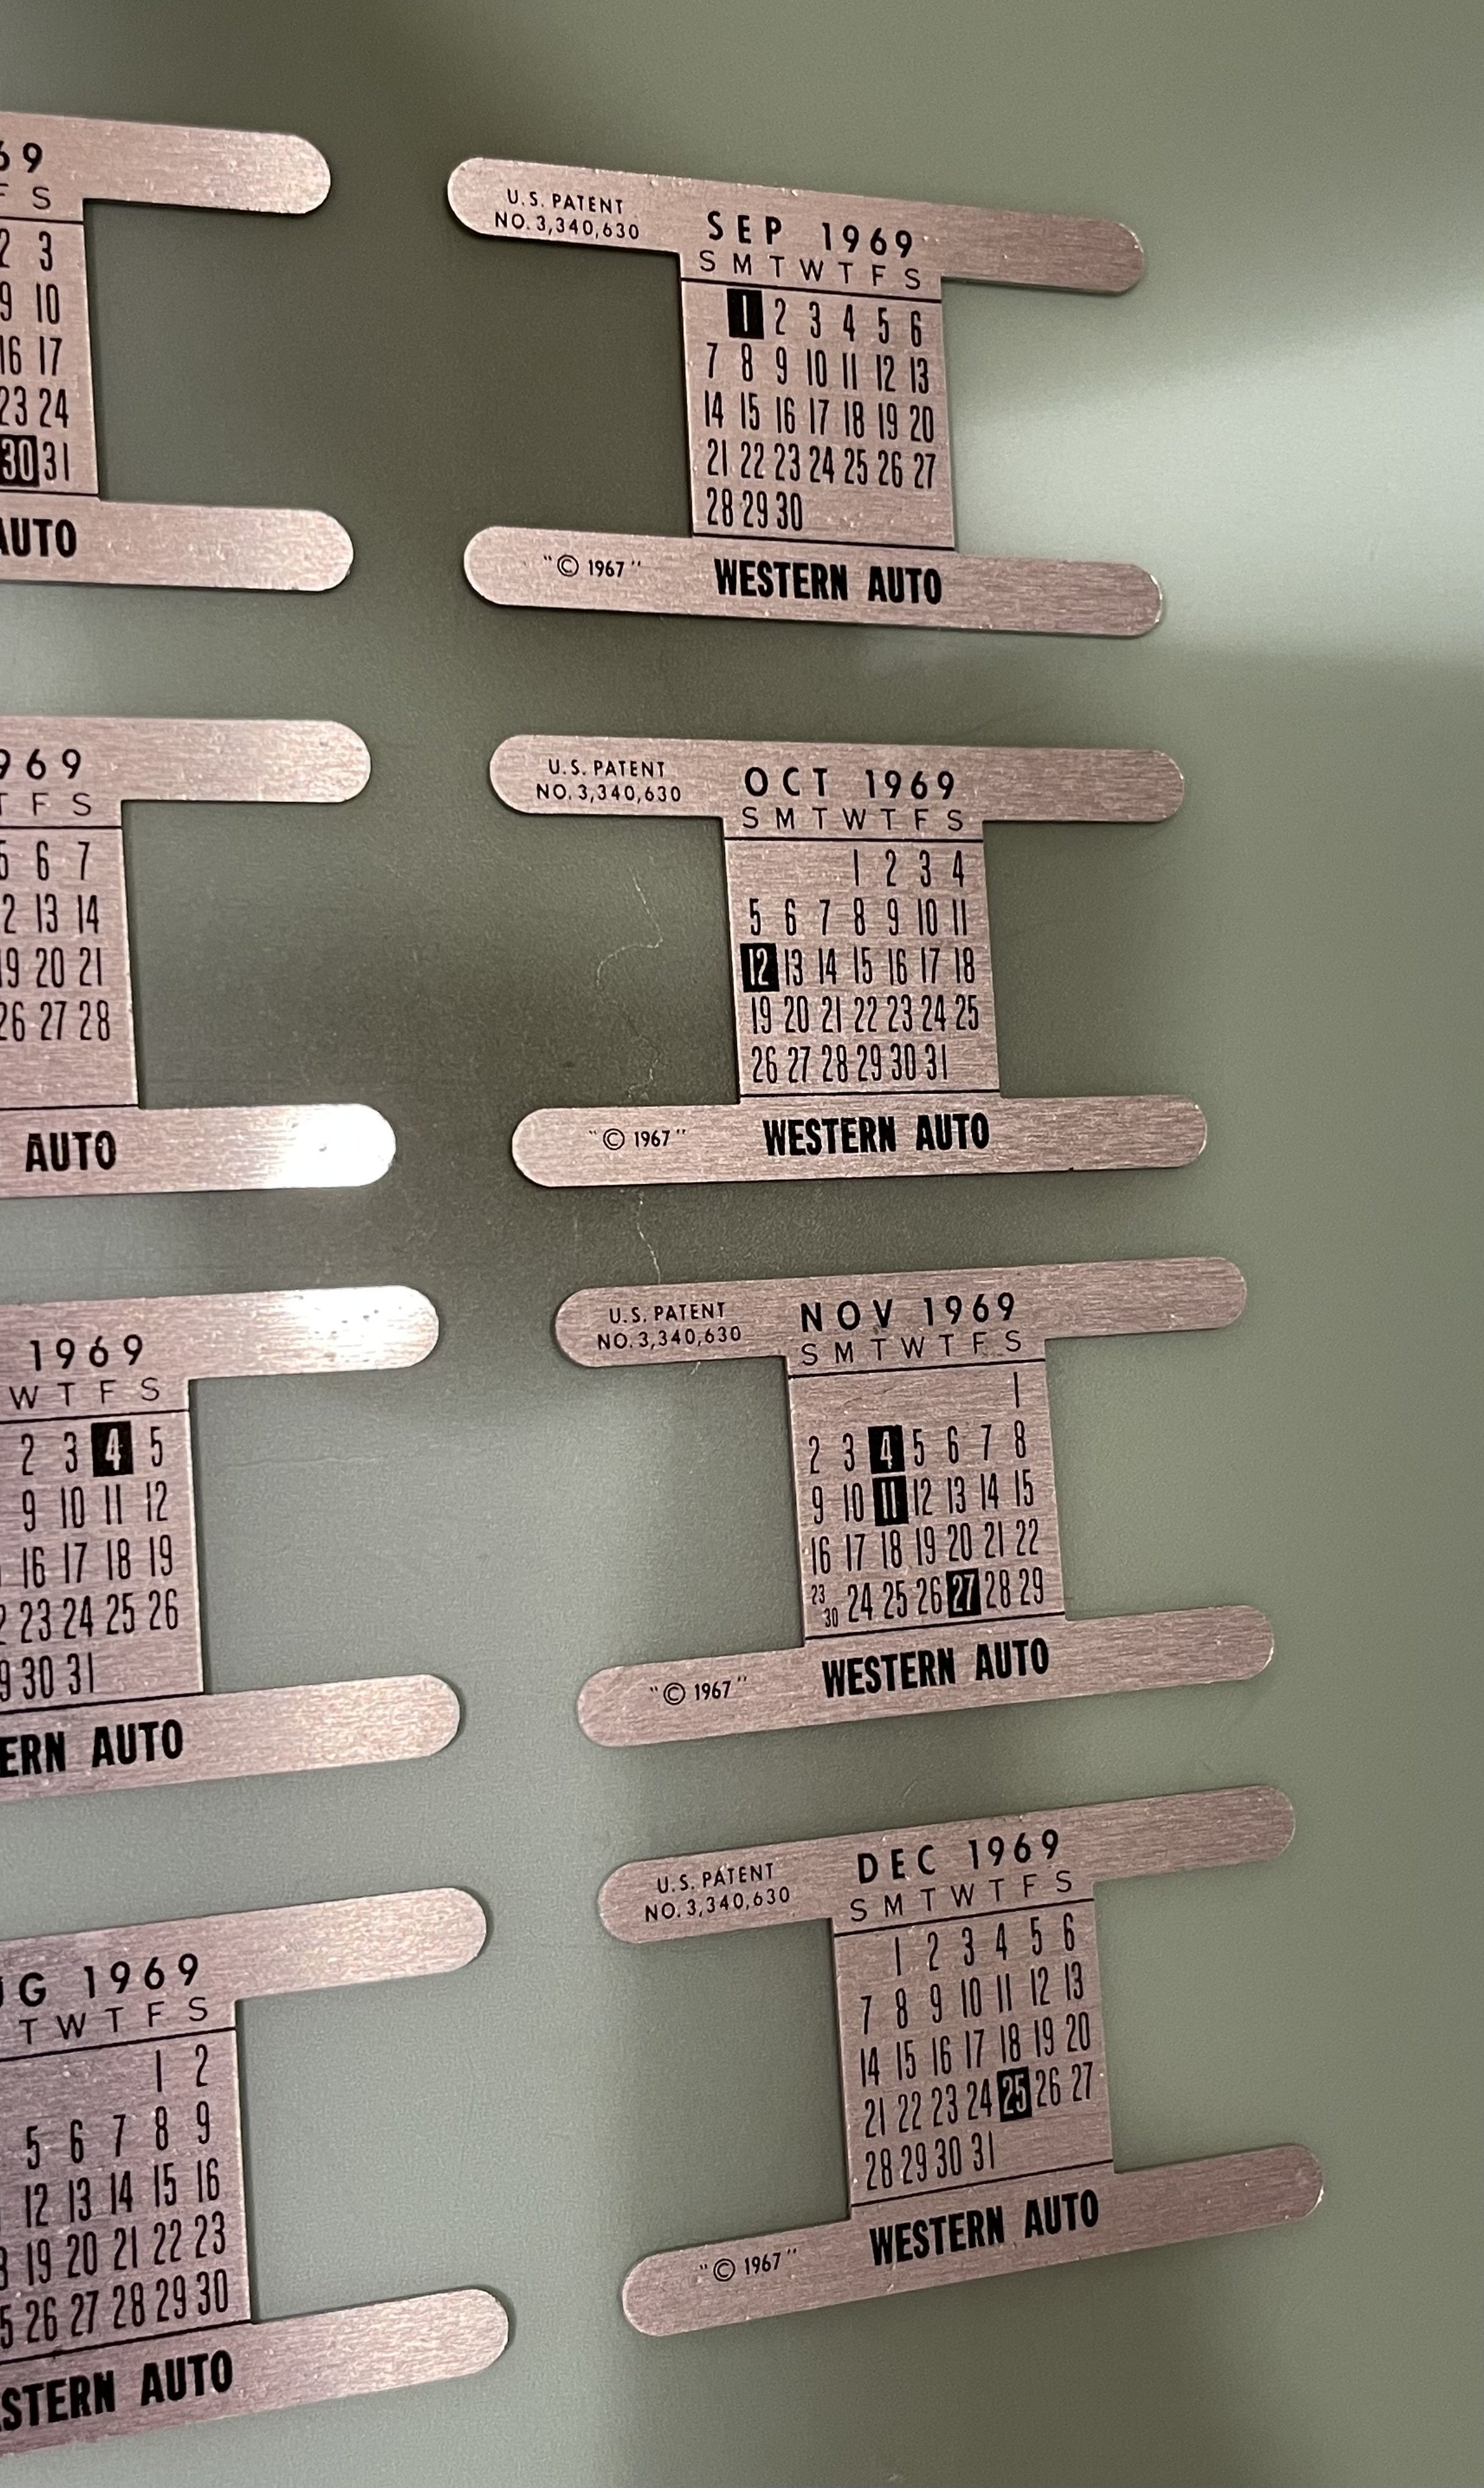 69
F S
2 3
9 10
16 17
23 24
30 31
AUTO
969
T F S
5 6 7
2 13 14
19 20 21
26 27 28
AUTO
1969
W T F S
2 3 4 5
9 10 11 12
16 17 18 19
23 24 25 26
30 31
ERN AUTO
UG 1969
T W T F S
1 2
5 6 7 8 9
12 13 14 15 16
19 20 21 22 23
26 27 28 29 30
STERN AUTO
U.S. PATENT
NO. 3,340,630
SEP 1969
S M T W T F S
1 2 3 4 5 6
7 8 9 10 11 12 13
14 15 16 17 18 19 20
21 22 23 24 25 26 27
28 29 30
"© 1967" WESTERN AUTO
U.S. PATENT
NO. 3,340,630
OCT 1969
S M T W T F S
1 2 3 4
5 6 7 8 9 10 11
12 13 14 15 16 17 18
19 20 21 22 23 24 25
26 27 28 29 30 31
"© 1967" WESTERN AUTO
U.S. PATENT
NO. 3,340,630
NOV 1969
S M T W T F S
1
2 3 4 5 6 7 8
9 10 11 12 13 14 15
16 17 18 19 20 21 22
23 30 24 25 26 27 28 29
"© 1967" WESTERN AUTO
U.S. PATENT
NO. 3,340,630
DEC 1969
S M T W T F S
1 2 3 4 5 6
7 8 9 10 11 12 13
14 15 16 17 18 19 20
21 22 23 24 25 26 27
28 29 30 31
"© 1967" WESTERN AUTO